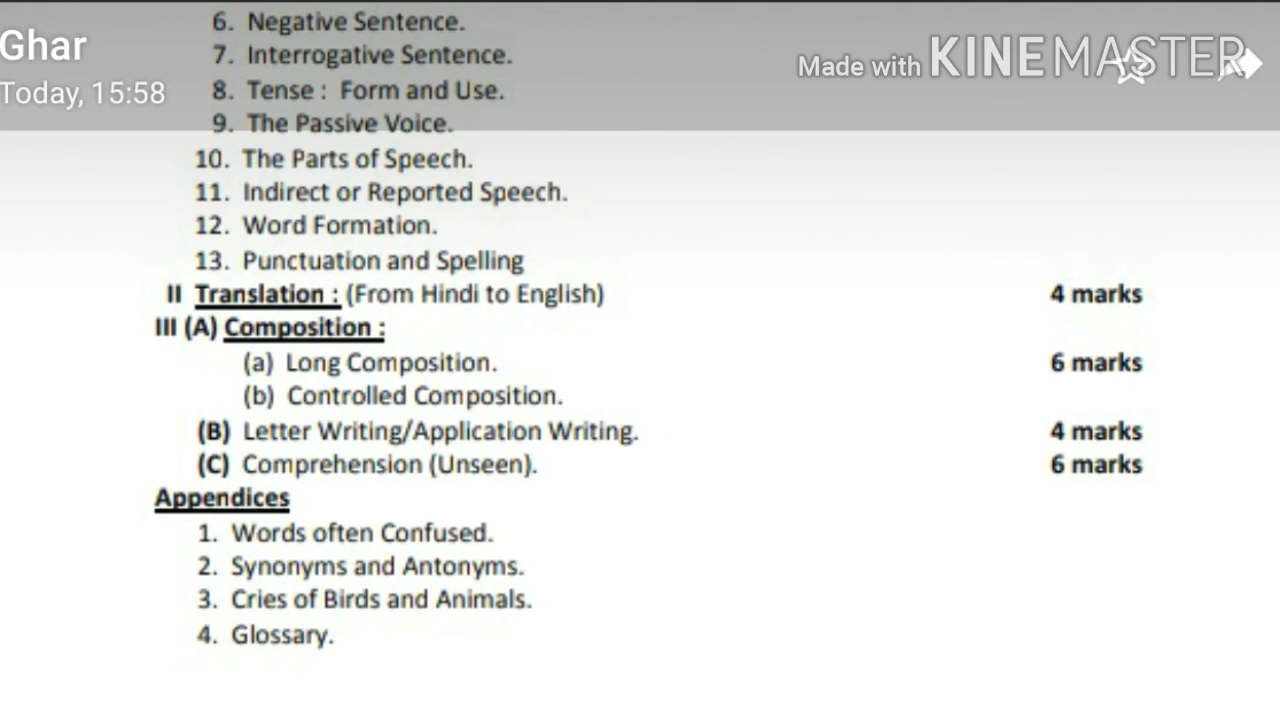 6. Negative Sentence.
Ghar
7. Interrogative Sentence.
Made with KINEMASTER
Today, 15:58
8. Tense : Form and Use.
9. The Passive Voice.
10. The Parts of Speech.
11. Indirect or Reported Speech.
12. Word Formation.
13. Punctuation and Spelling
II Translation : (From Hindi to English) 4 marks
III (A) Composition :
(a) Long Composition. 6 marks
(b) Controlled Composition.
(B) Letter Writing/Application Writing. 4 marks
(C) Comprehension (Unseen). 6 marks
Appendices
1. Words often Confused.
2. Synonyms and Antonyms.
3. Cries of Birds and Animals.
4. Glossary.